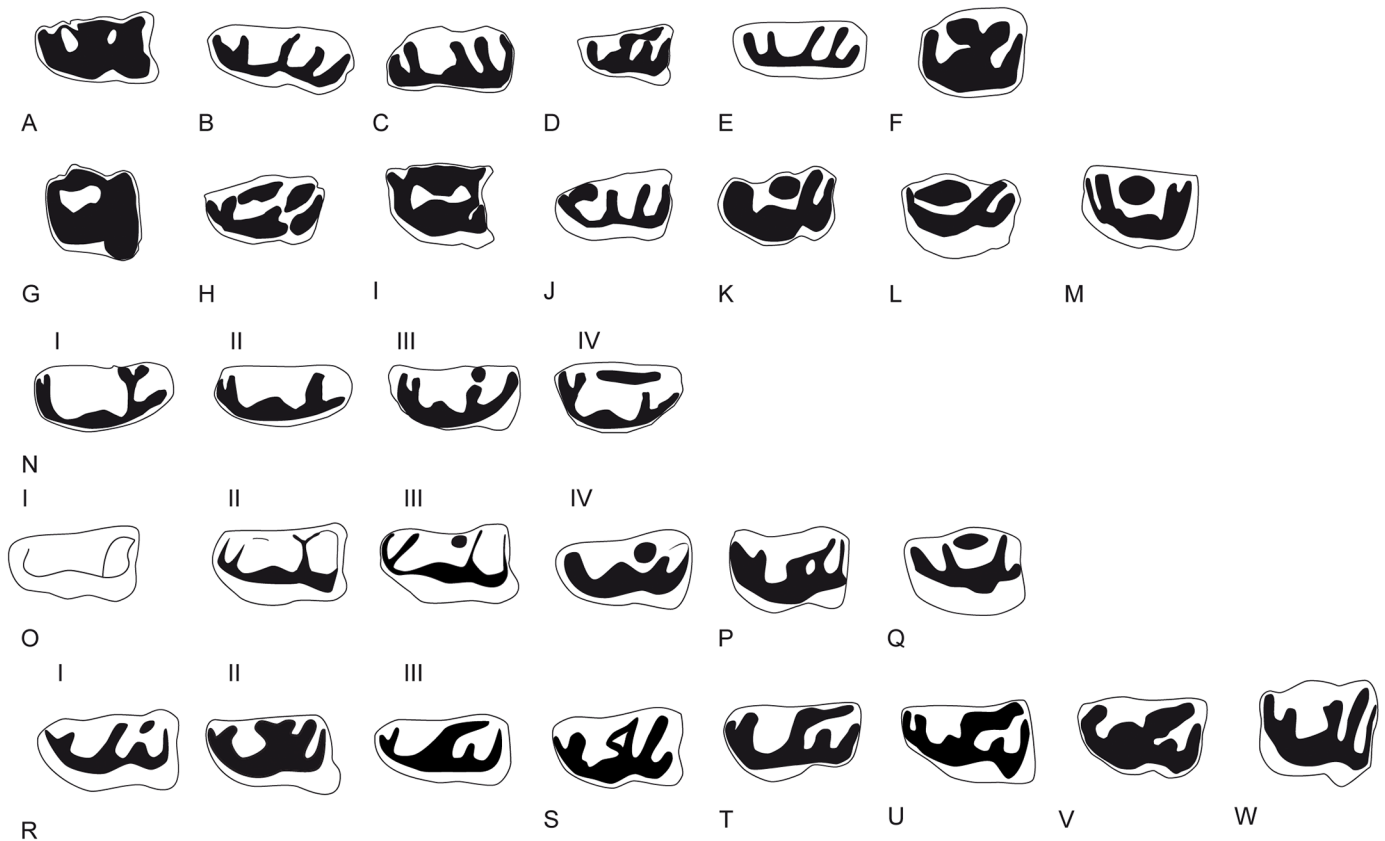 A B C D E F
G H I J K L M
I II III IV
N
I II III IV
O P Q
I II III
R S T U V W